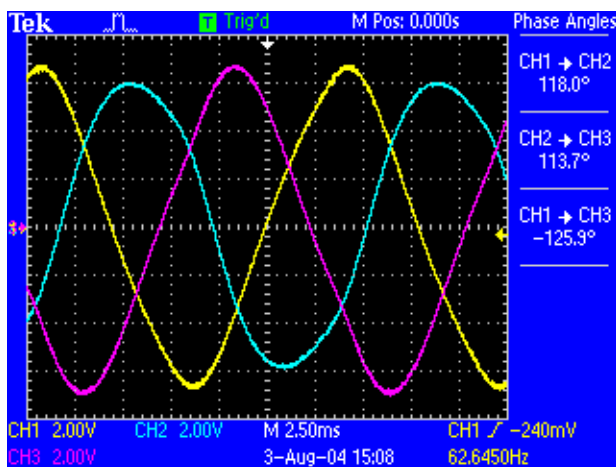 Tek T Trig'd M Pos: 0.000s Phase Angles
CH1 → CH2
118.0°
CH2 → CH3
113.7°
CH1 → CH3
-125.9°
CH1 2.00V CH2 2.00V M 2.50ms CH1 -240mV
CH3 2.00V 3-Aug-04 15:08 62.6450Hz